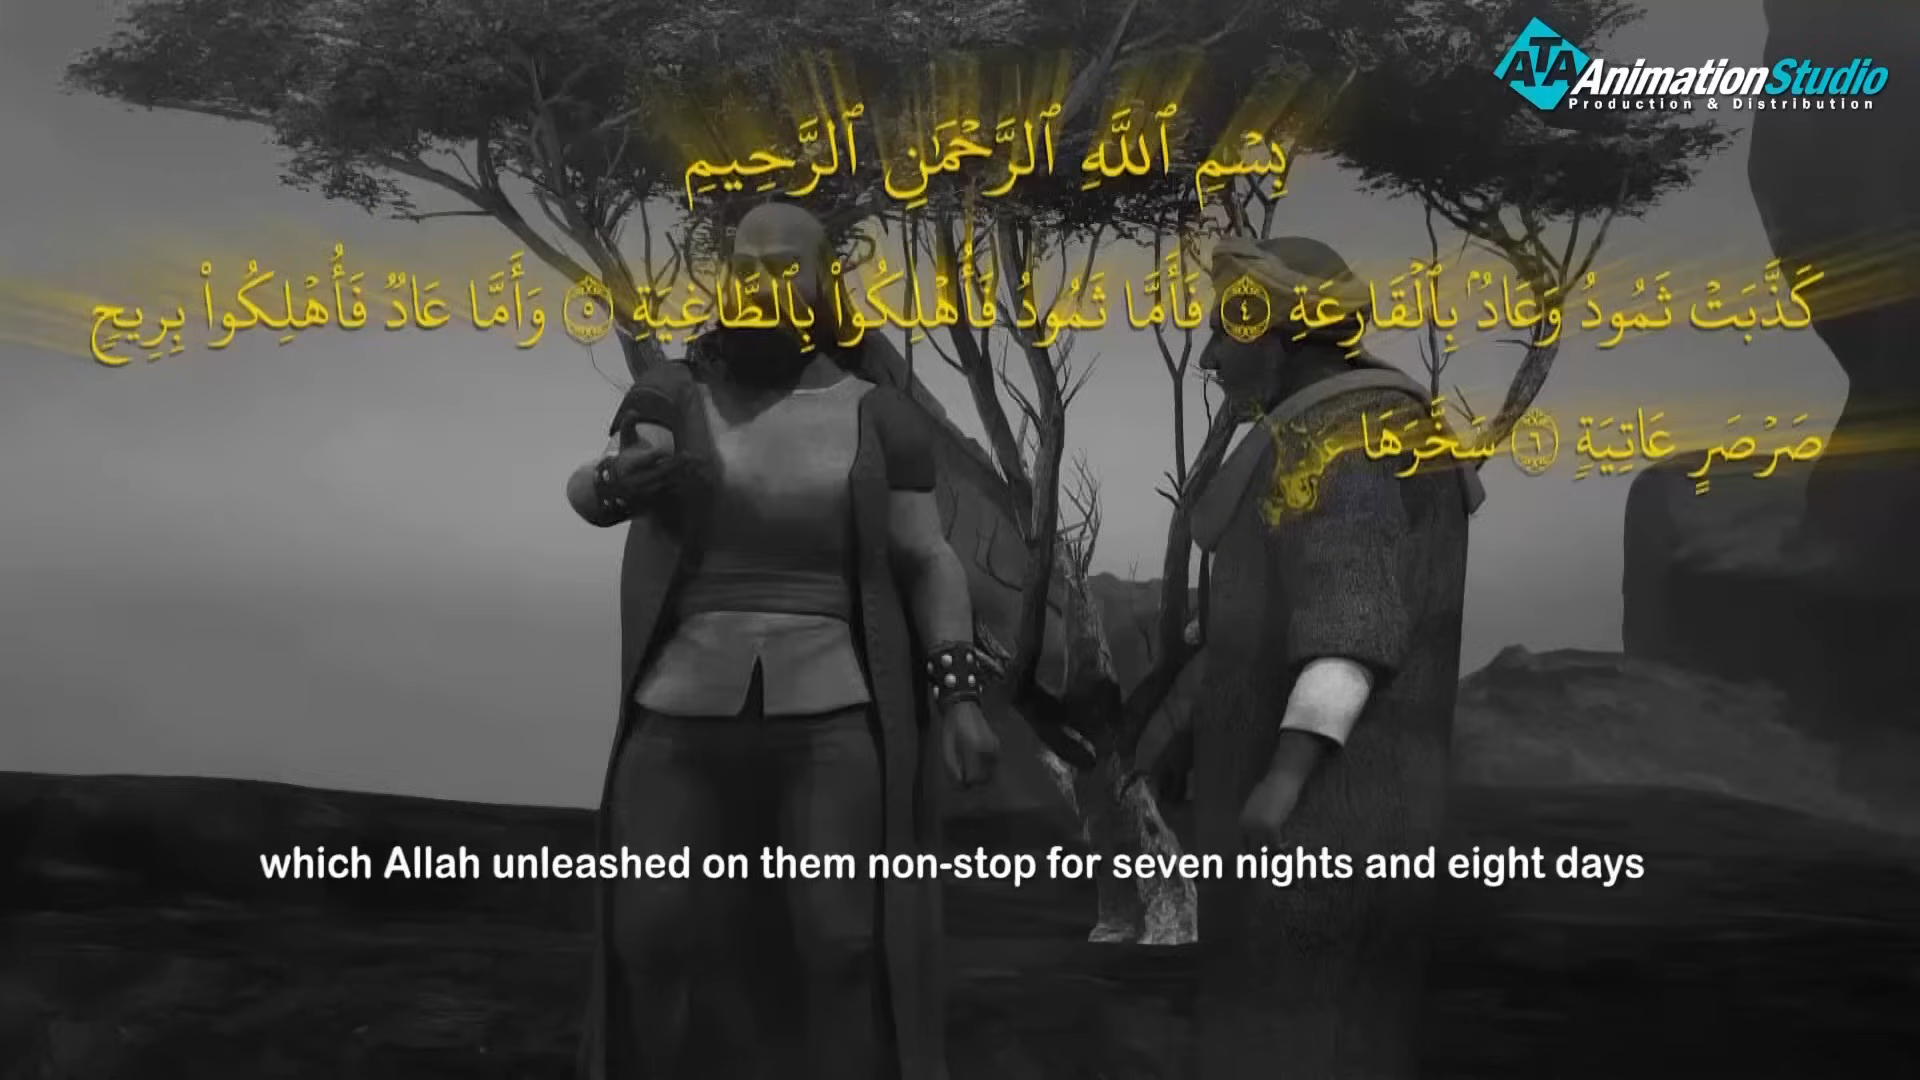 ATA AnimationStudio
Production & Distribution
بِسْمِ ٱللَّهِ ٱلرَّحْمَٰنِ ٱلرَّحِيمِ
كَذَّبَتْ ثَمُودُ وَعَادُۢ بِٱلْقَارِعَةِ ٤ فَأَمَّا ثَمُودُ فَأُهْلِكُوا۟ بِٱلطَّاغِيَةِ ٥ وَأَمَّا عَادٌ فَأُهْلِكُوا۟ بِرِيحٍ
صَرْصَرٍ عَاتِيَةٍ ٦ سَخَّرَهَا
which Allah unleashed on them non-stop for seven nights and eight days